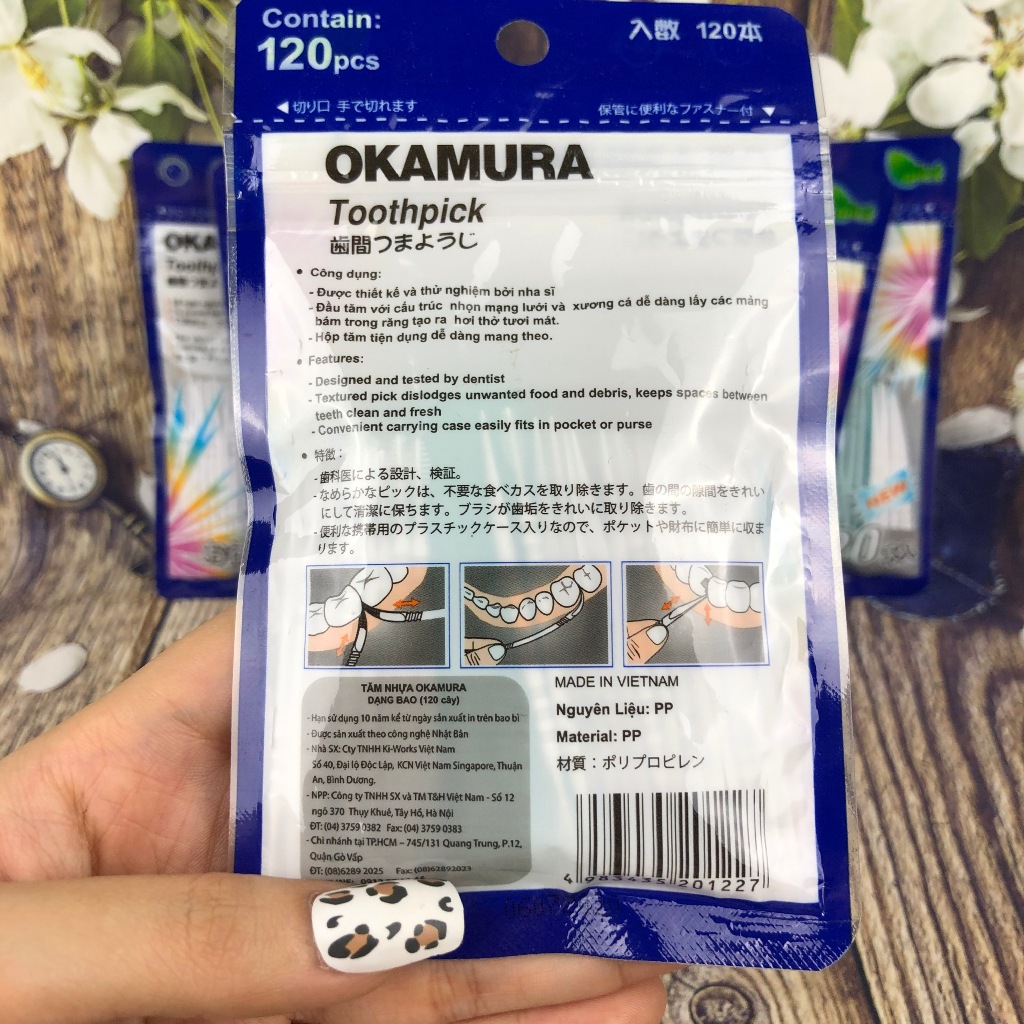 Contain:
120pcs
入数 120本
◀切り口 手で切れます
保管に便利なファスナー付▼
OKAMURA
Toothpick
歯間つまようじ
• Công dụng:
- Được thiết kế và thử nghiệm bởi nha sĩ
- Đầu tăm với cấu trúc nhọn mạng lưới và xương cá dễ dàng lấy các mảng
bám trong răng tạo ra hơi thở tươi mát.
- Hộp tăm tiện dụng dễ dàng mang theo.
• Features:
- Designed and tested by dentist
- Textured pick dislodges unwanted food and debris, keeps spaces between
teeth clean and fresh
- Convenient carrying case easily fits in pocket or purse
• 特徴：
- 歯科医による設計、検証。
- なめらかなピックは、不要な食べカスを取り除きます。歯の間の隙間をきれい
にして清潔に保ちます。ブラシが歯垢をきれいに取り除きます。
- 便利な携帯用のプラスチックケース入りなので、ポケットや財布に簡単に収ま
ります。
TĂM NHỰA OKAMURA
DẠNG BAO (120 cây)
- Hạn sử dụng 10 năm kể từ ngày sản xuất in trên bao bì
- Được sản xuất theo công nghệ Nhật Bản
- Nhà SX: Cty TNHH Ki-Works Việt Nam
Số 40, Đại lộ Độc Lập, KCN Việt Nam Singapore, Thuận
An, Bình Dương.
- NPP: Công ty TNHH SX và TM T&H Việt Nam - Số 12
ngõ 370 Thụy Khuê, Tây Hồ, Hà Nội
ĐT: (04) 3759 0382 Fax: (04) 3759 0383
- Chi nhánh tại TP.HCM – 745/131 Quang Trung, P.12,
Quận Gò Vấp
ĐT: (08)6289 2025 Fax: (08)62892023
MADE IN VIETNAM
Nguyên Liệu: PP
Material: PP
材質：ポリプロピレン
4 983435 201227
OKA
Toothp
NEW